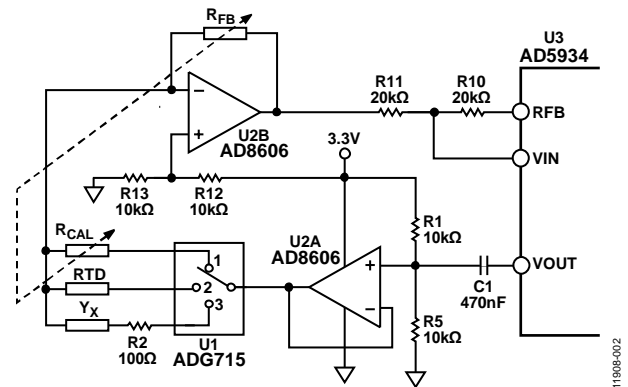 RFB
U3
AD5934
R11
20kΩ
R10
20kΩ
RFB
VIN
–
+
U2B
AD8606
3.3V
R13
10kΩ
R12
10kΩ
R1
10kΩ
RCAL
U2A
AD8606
1
RTD
2
+
VOUT
C1
470nF
YX
3
–
R5
10kΩ
R2
100Ω
U1
ADG715
11908-002